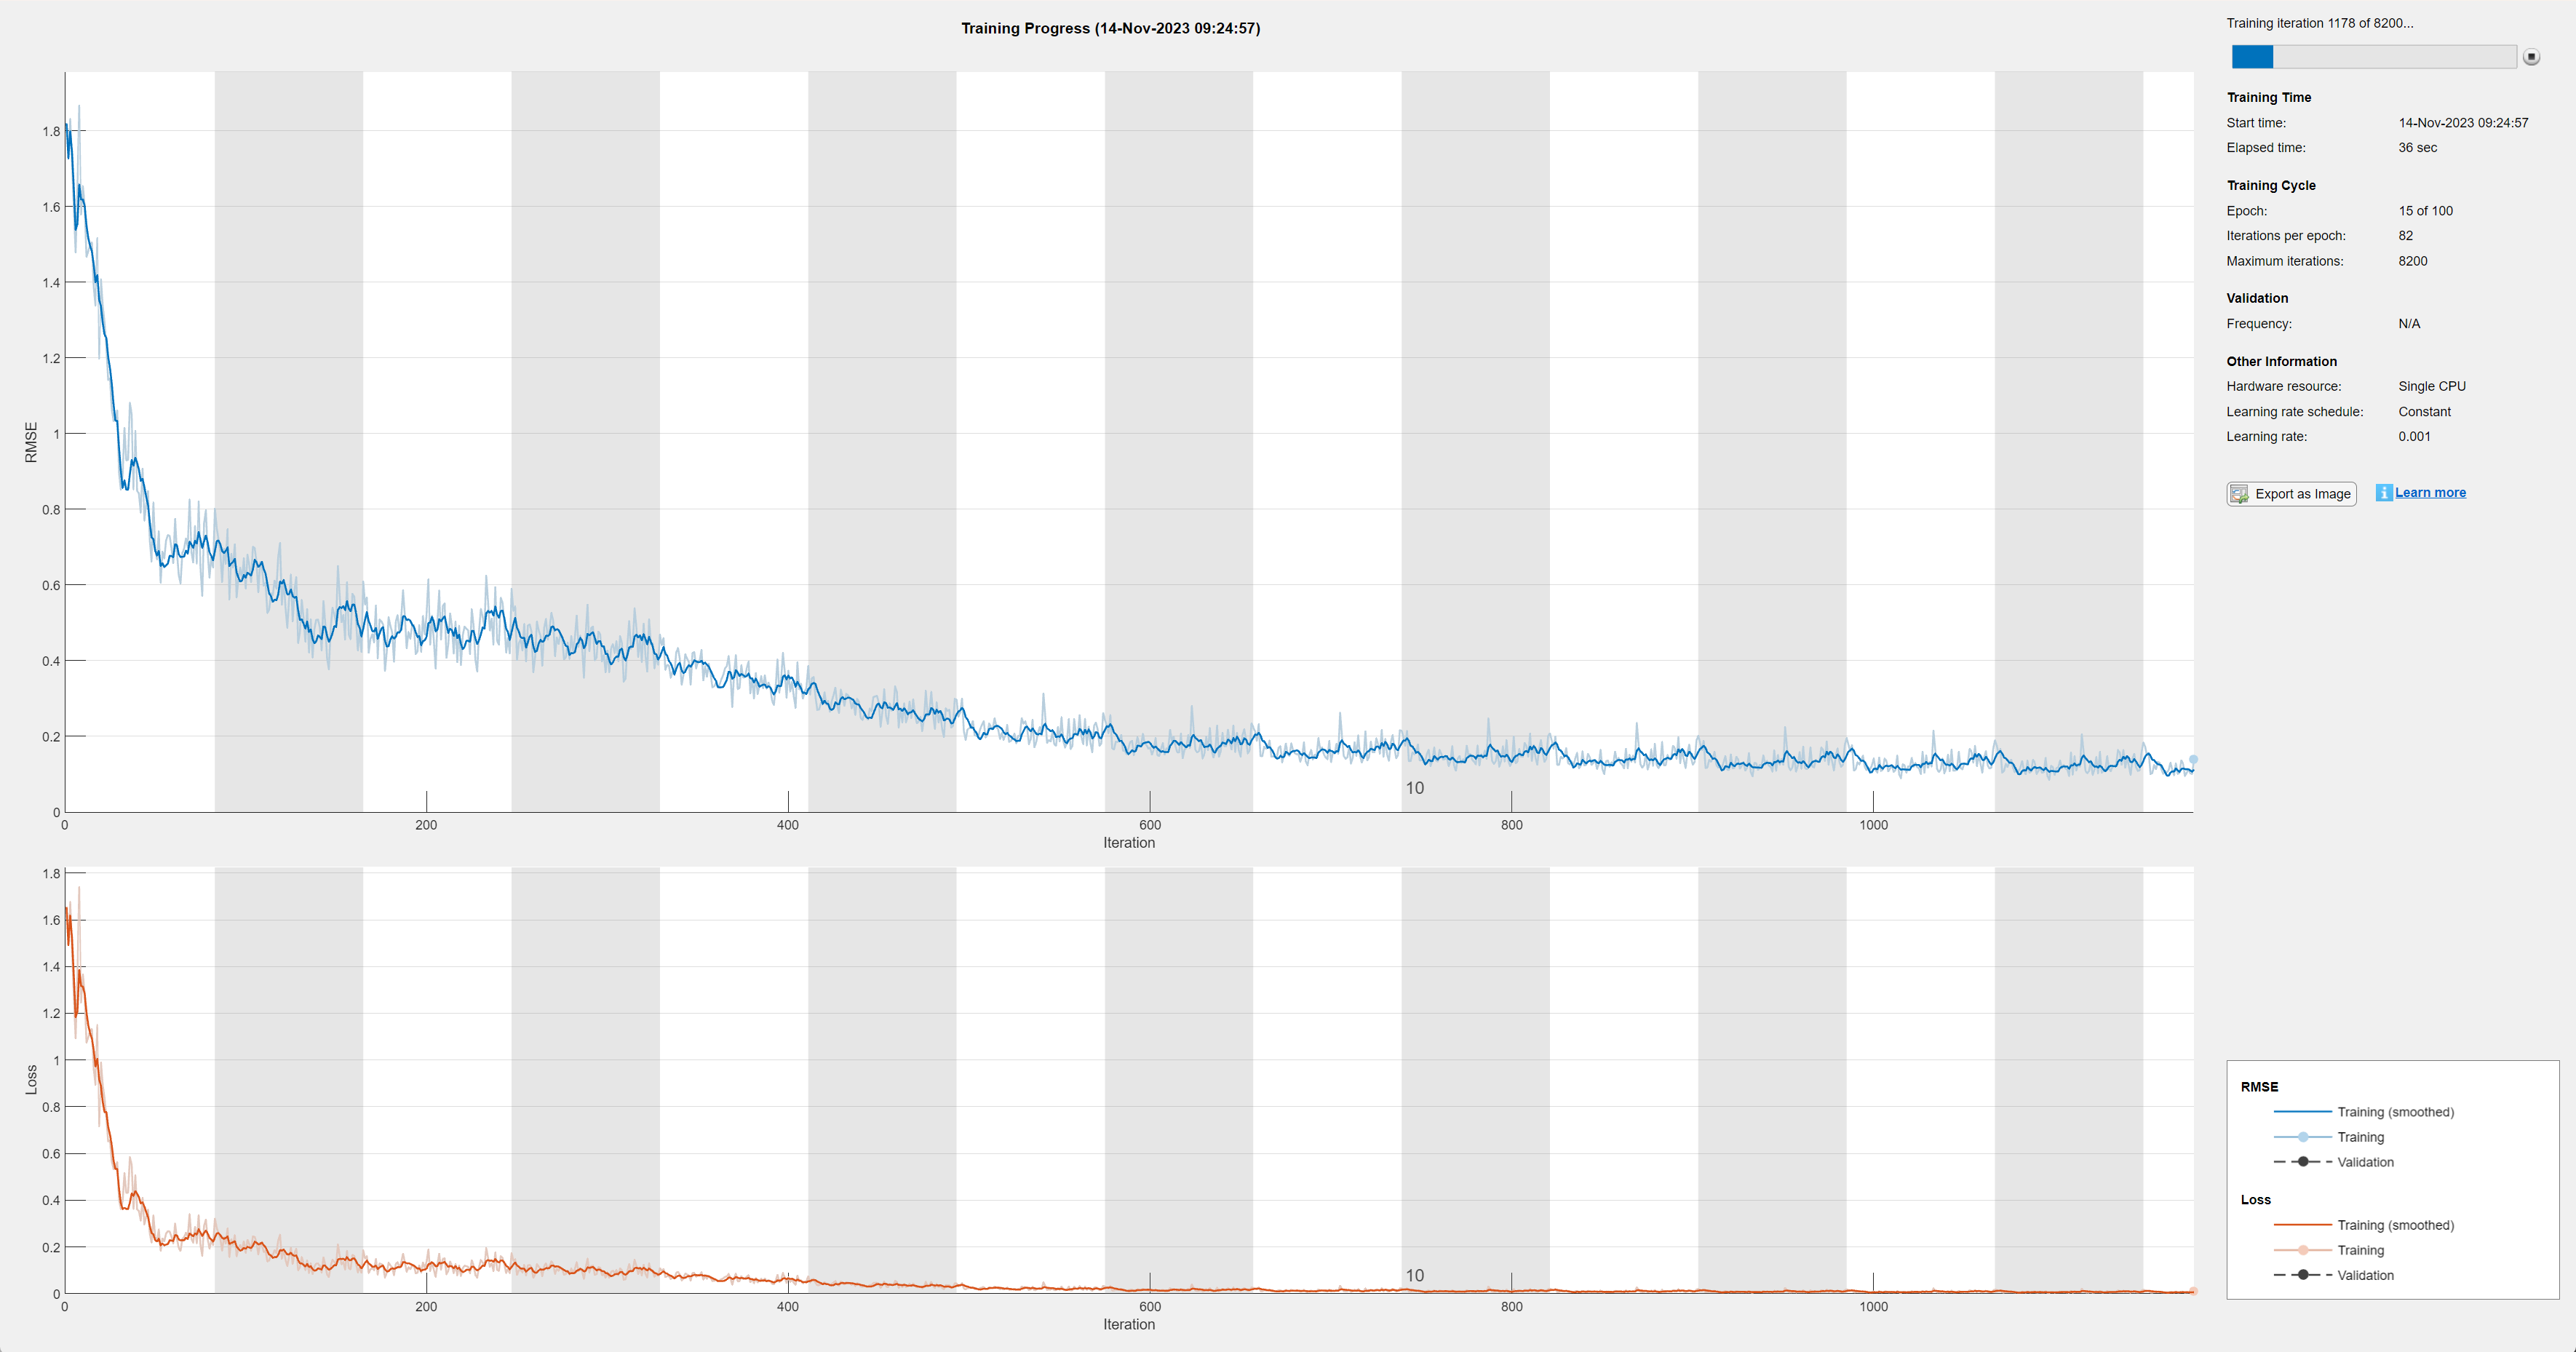 Training Progress (14-Nov-2023 09:24:57)
RMSE
1.8
1.6
1.4
1.2
1
0.8
0.6
0.4
0.2
0
10
0 200 400 600 800 1000
Iteration
Loss
1.8
1.6
1.4
1.2
1
0.8
0.6
0.4
0.2
0
10
0 200 400 600 800 1000
Iteration
Training iteration 1178 of 8200...
Training Time
Start time: 14-Nov-2023 09:24:57
Elapsed time: 36 sec
Training Cycle
Epoch: 15 of 100
Iterations per epoch: 82
Maximum iterations: 8200
Validation
Frequency: N/A
Other Information
Hardware resource: Single CPU
Learning rate schedule: Constant
Learning rate: 0.001
Export as Image Learn more
RMSE
Training (smoothed)
Training
Validation
Loss
Training (smoothed)
Training
Validation